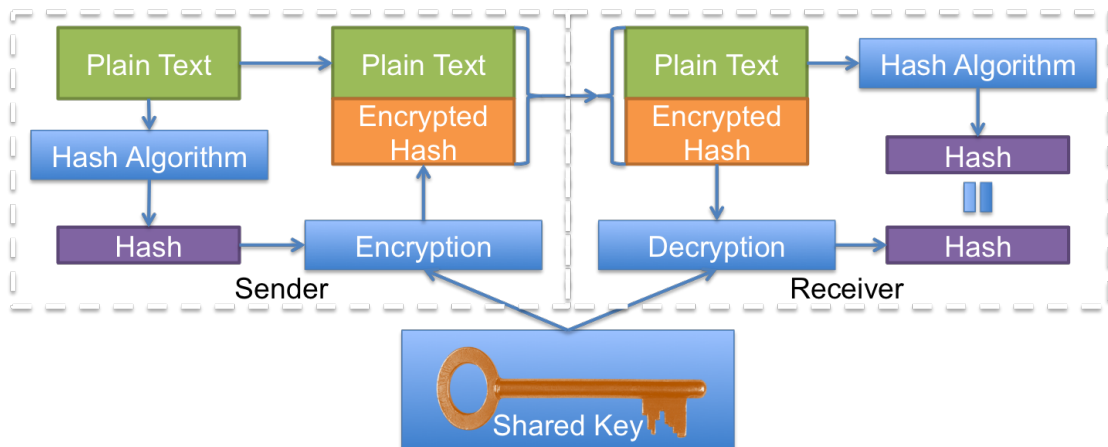 Plain Text
Plain Text
Encrypted
Hash
Hash Algorithm
Hash
Encryption
Sender
Plain Text
Encrypted
Hash
Hash Algorithm
Hash
Decryption
Hash
Receiver
Shared Key